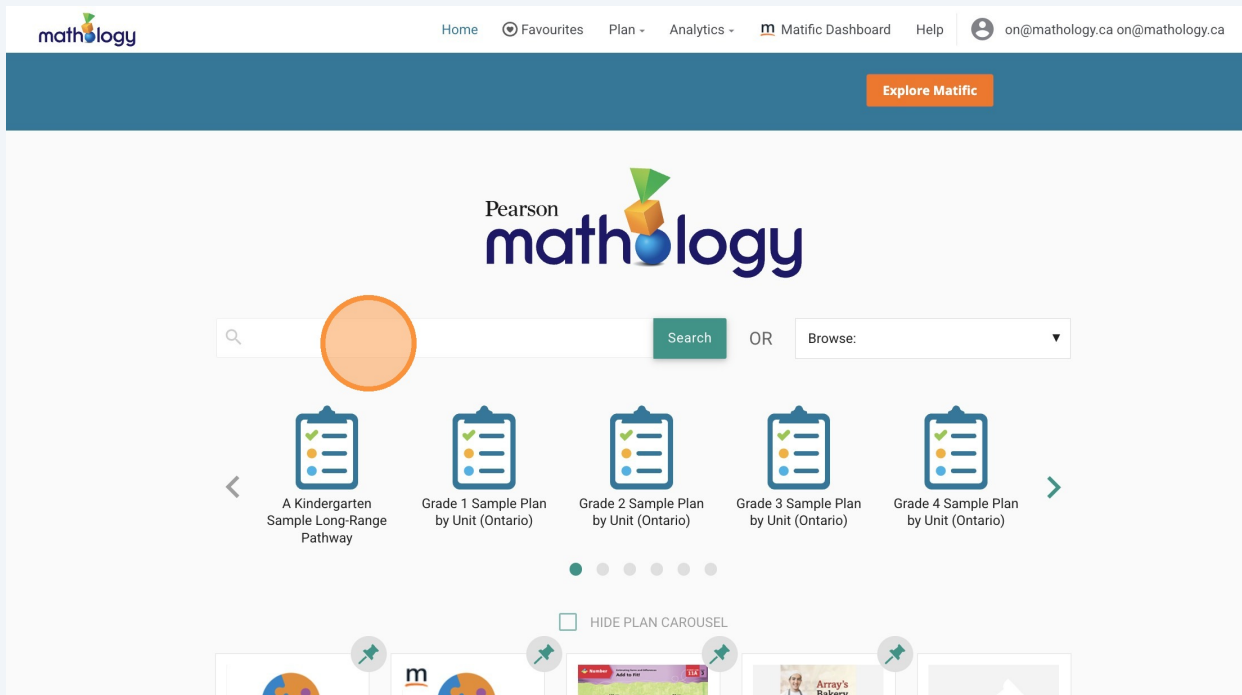 mathology
Home Favourites Plan Analytics m Matific Dashboard Help on@mathology.ca on@mathology.ca
Explore Matific
Pearson
mathology
Search OR Browse:
A Kindergarten
Sample Long-Range
Pathway
Grade 1 Sample Plan
by Unit (Ontario)
Grade 2 Sample Plan
by Unit (Ontario)
Grade 3 Sample Plan
by Unit (Ontario)
Grade 4 Sample Plan
by Unit (Ontario)
HIDE PLAN CAROUSEL
m
Number
Add to Fit!
Array's
Bakery